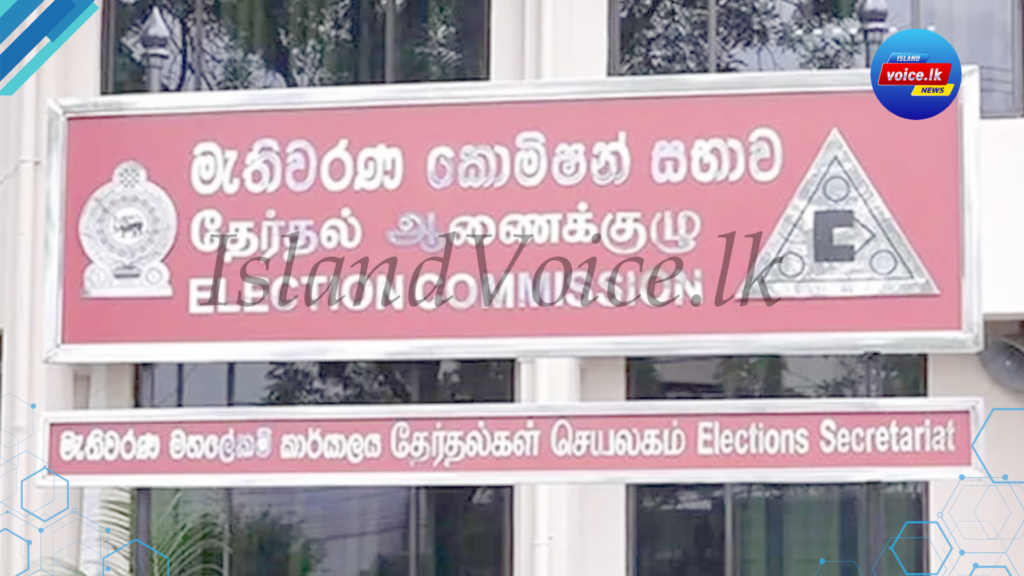 ISLAND
voice.lk
NEWS
මැතිවරණ කොමිෂන් සභාව
தேர்தல் ஆணைக்குழு
ELECTION COMMISSION
IslandVoice.lk
මැතිවරණ මහලේකම් කාර්යාලය தேர்தல்கள் செயலகம் Elections Secretariat